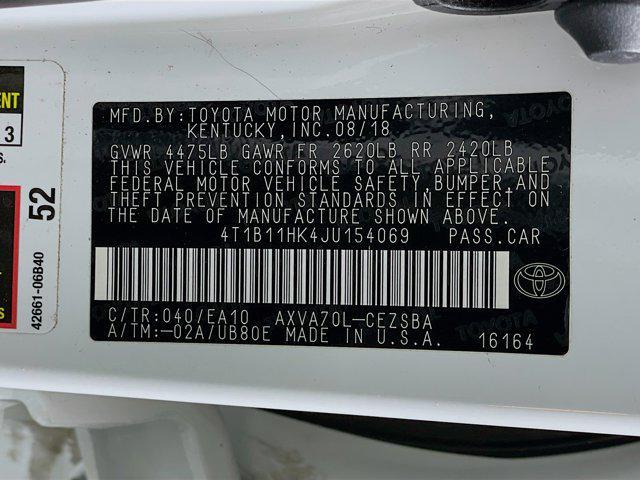 MFD.BY: TOYOTA MOTOR MANUFACTURING,
KENTUCKY, INC. 08/18
GVWR 4475LB GAWR FR 2620LB RR 2420LB
THIS VEHICLE CONFORMS TO ALL APPLICABLE
FEDERAL MOTOR VEHICLE SAFETY, BUMPER, AND
THEFT PREVENTION STANDARDS IN EFFECT ON
THE DATE OF MANUFACTURE SHOWN ABOVE.
4T1B11HK4JU154069 PASS.CAR
C/TR:040/EA10 AXVA70L-CEZSBA
A/TM:-02A/UB80E MADE IN U.S.A. 16164
52
42661-06B40
3